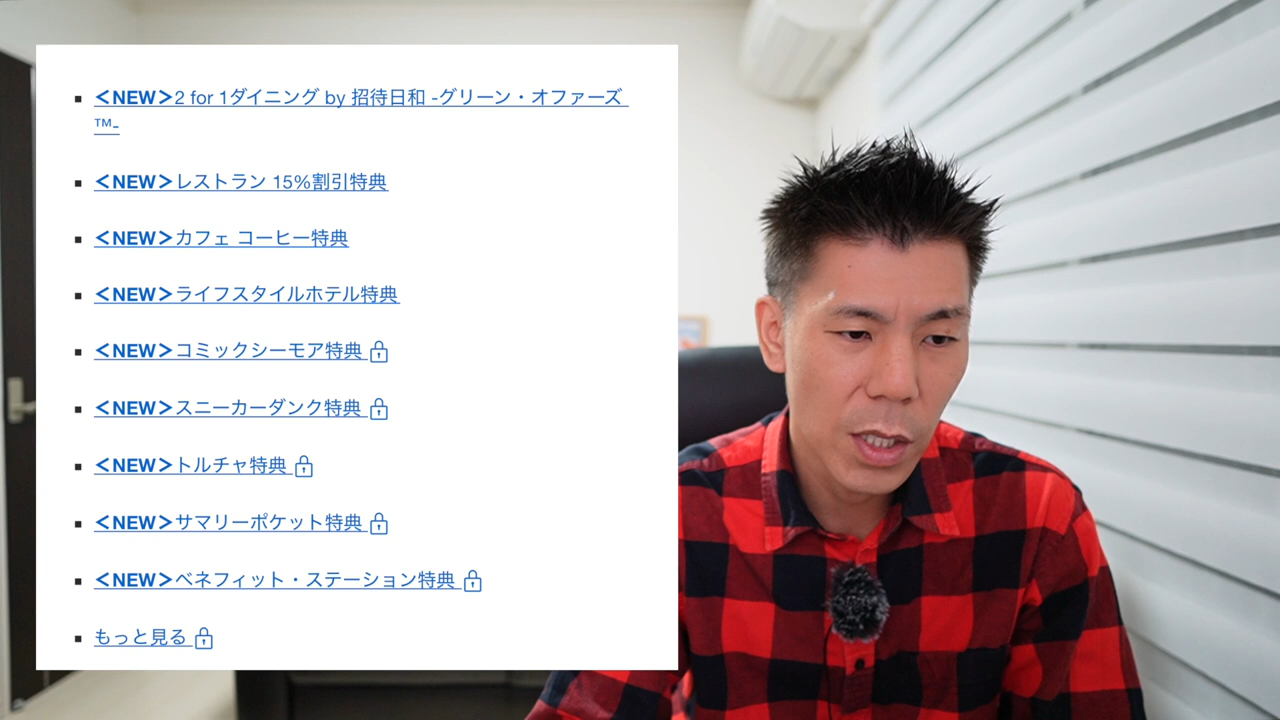 <NEW>2 for 1ダイニング by 招待日和 -グリーン・オファーズ
™-
<NEW>レストラン 15%割引特典
<NEW>カフェ コーヒー特典
<NEW>ライフスタイルホテル特典
<NEW>コミックシーモア特典
<NEW>スニーカーダンク特典
<NEW>トルチャ特典
<NEW>サマリーポケット特典
<NEW>ベネフィット・ステーション特典
もっと見る